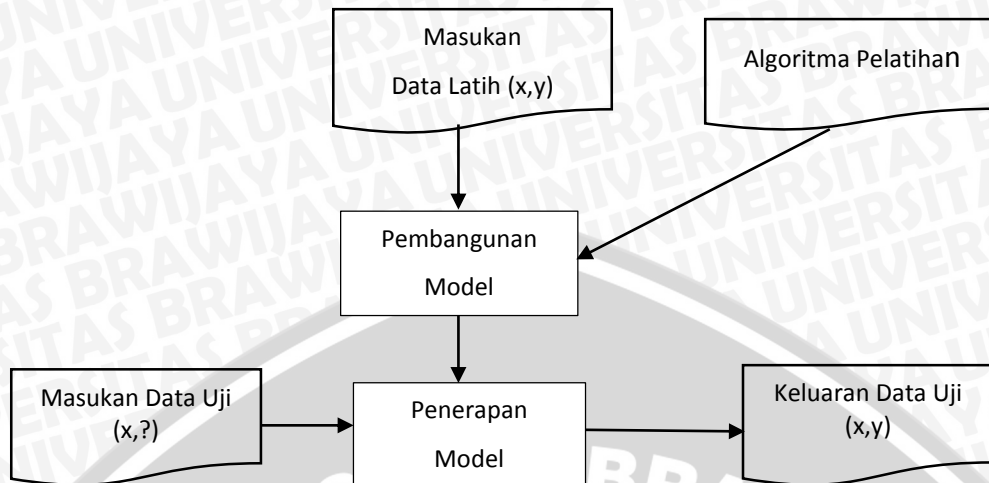 Masukan
Data Latih (x,y)
Algoritma Pelatihan
Pembangunan
Model
Masukan Data Uji
(x,?)
Penerapan
Model
Keluaran Data Uji
(x,y)